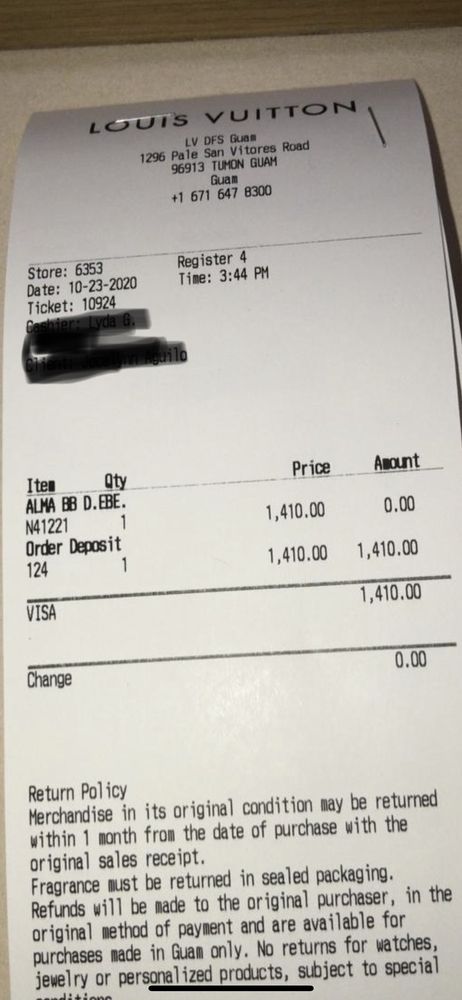 LOUIS VUITTON
LV DFS Guam
1296 Pale San Vitores Road
96913 TUMON GUAM
Guam
+1 671 647 8300
Store: 6353 Register 4
Date: 10-23-2020 Time: 3:44 PM
Ticket: 10924
Item Qty Price Amount
ALMA BB D.EBE.
N41221 1 1,410.00 0.00
Order Deposit
124 1 1,410.00 1,410.00
VISA 1,410.00
Change 0.00
Return Policy
Merchandise in its original condition may be returned
within 1 month from the date of purchase with the
original sales receipt.
Fragrance must be returned in sealed packaging.
Refunds will be made to the original purchaser, in the
original method of payment and are available for
purchases made in Guam only. No returns for watches,
jewelry or personalized products, subject to special